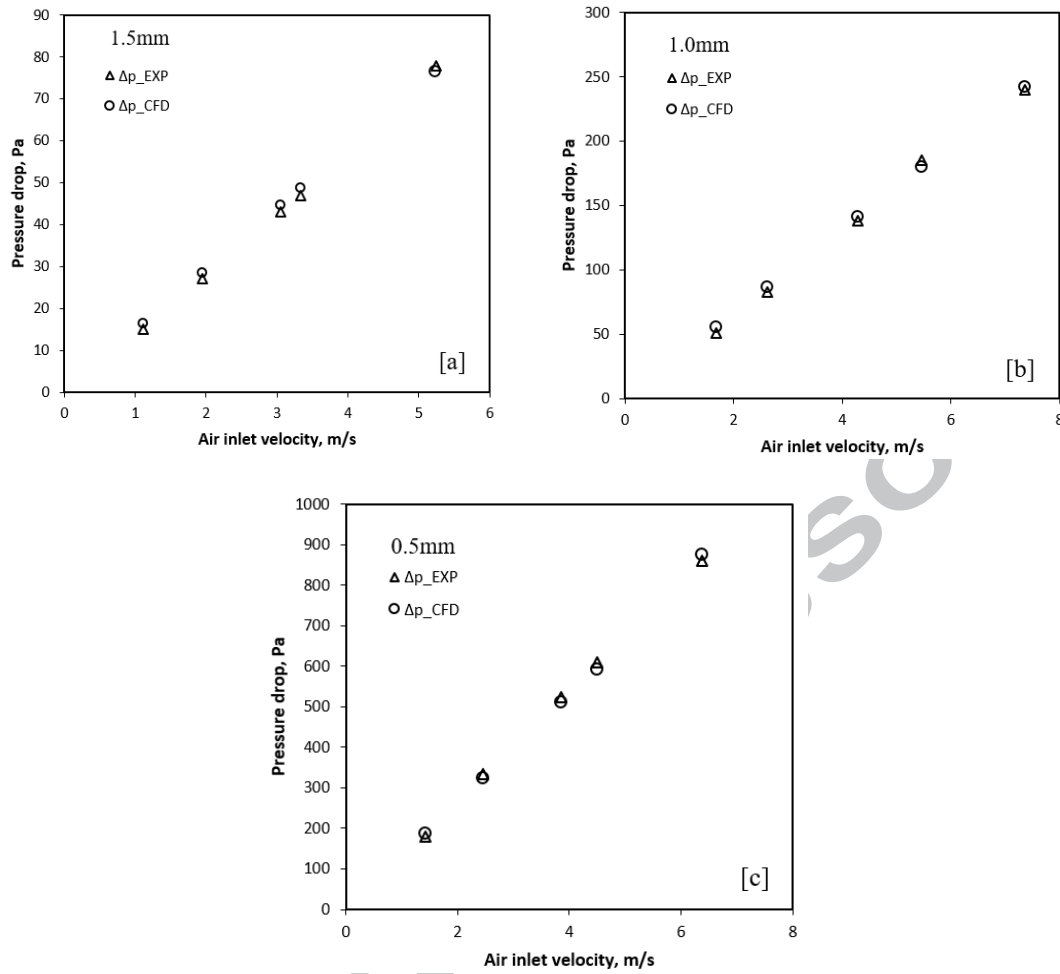 90
80
70
60
50
40
30
20
10
0
Pressure drop, Pa
1.5mm
Δp_EXP
Δp_CFD
[a]
0 1 2 3 4 5 6
Air inlet velocity, m/s
300
250
200
150
100
50
0
Pressure drop, Pa
1.0mm
Δp_EXP
Δp_CFD
[b]
0 2 4 6 8
Air inlet velocity, m/s
1000
900
800
700
600
500
400
300
200
100
0
Pressure drop, Pa
0.5mm
Δp_EXP
Δp_CFD
[c]
0 2 4 6 8
Air inlet velocity, m/s